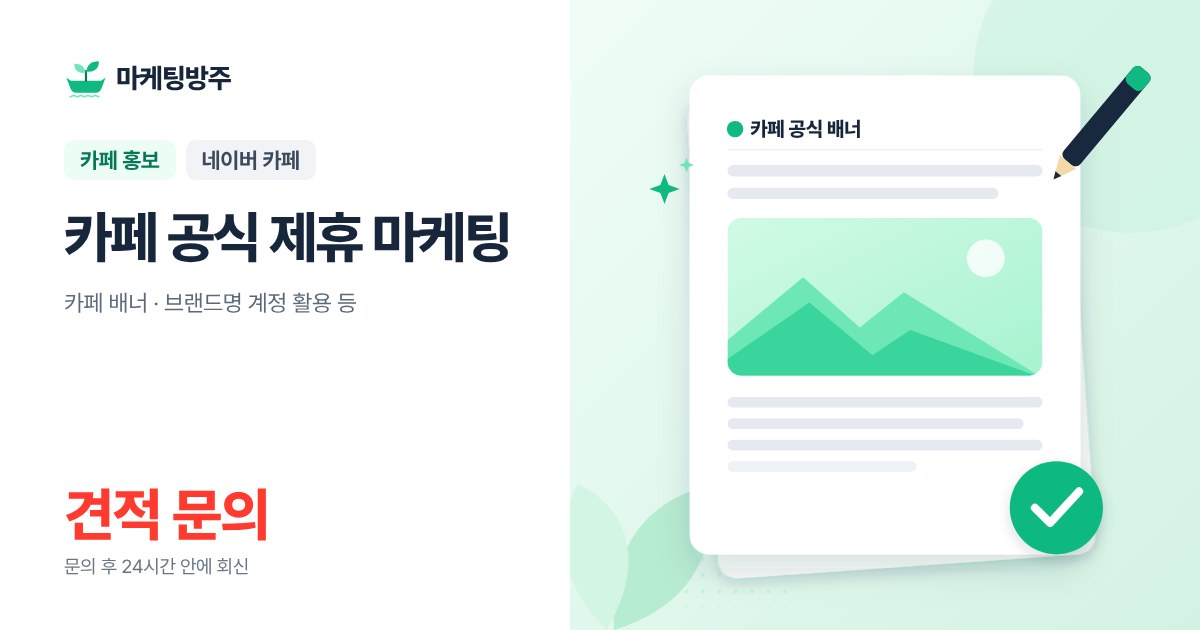 마케팅방주
카페 홍보
네이버 카페
카페 공식 제휴 마케팅
카페 배너 · 브랜드명 계정 활용 등
견적 문의
문의 후 24시간 안에 회신
카페 공식 배너